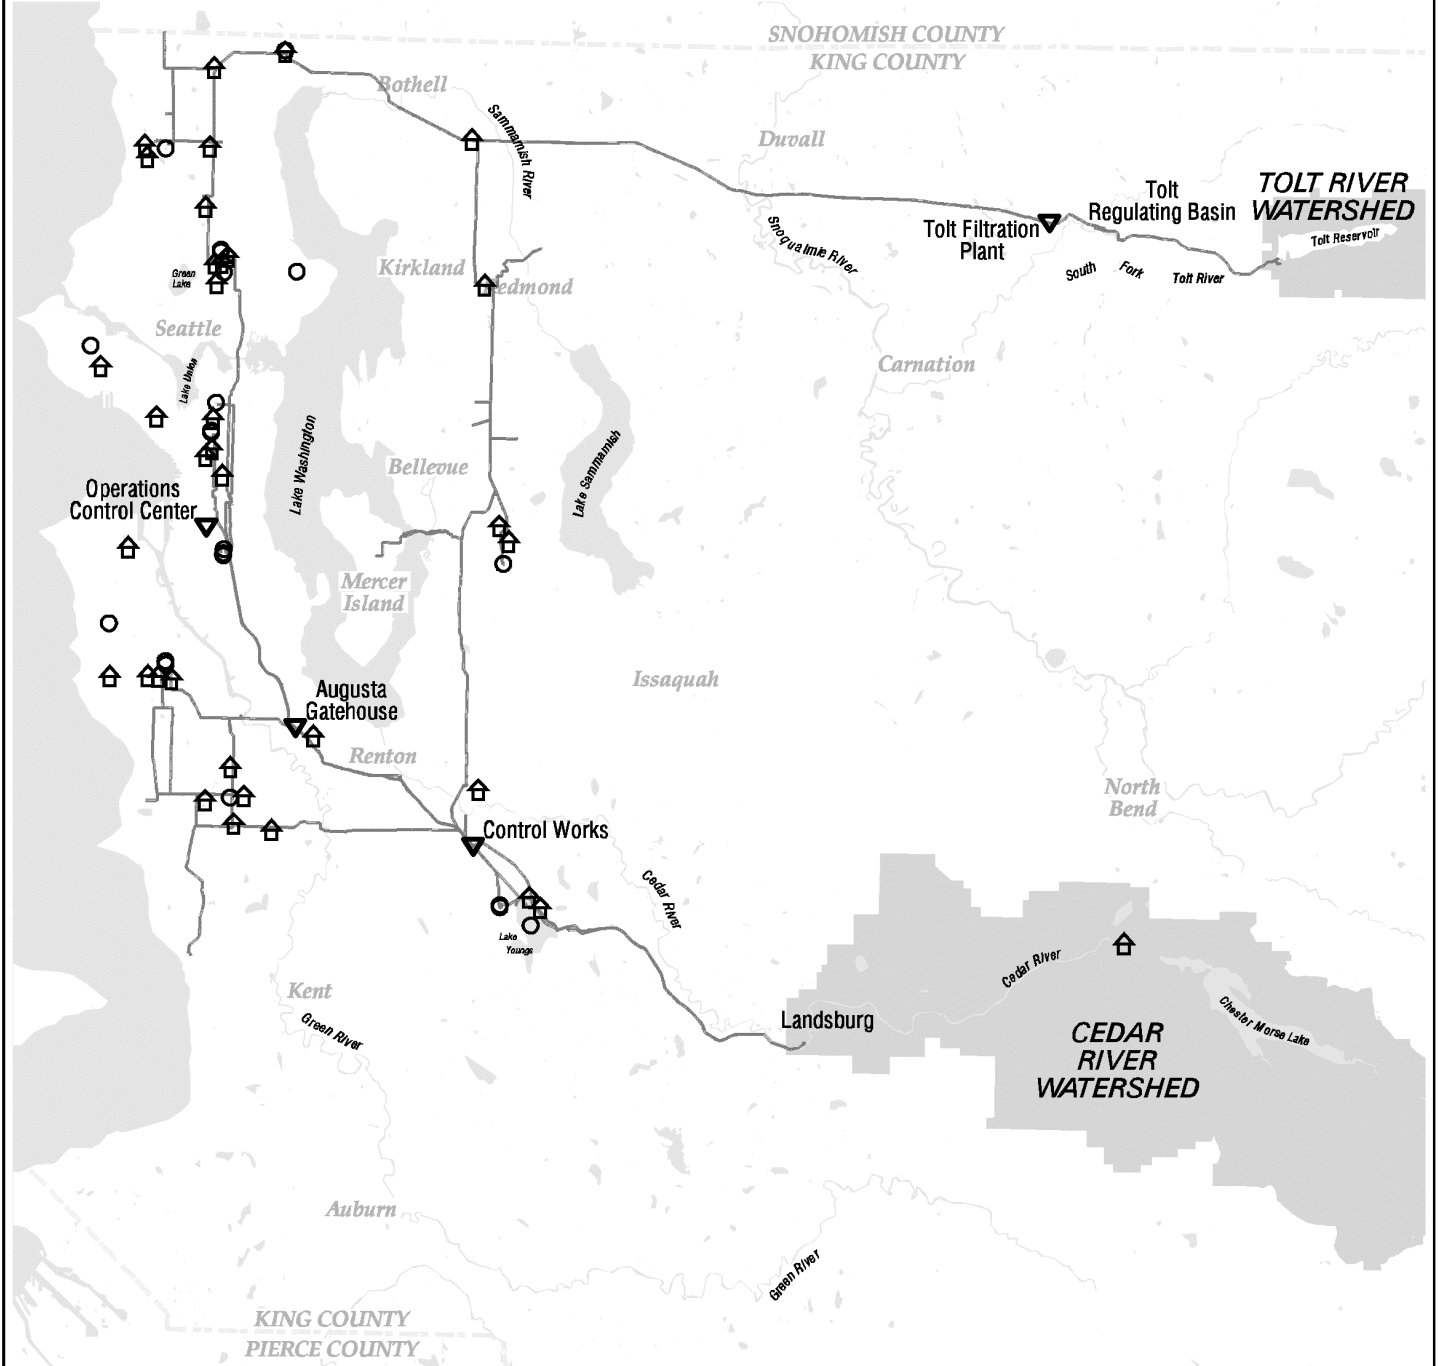 SNOHOMISH COUNTY
KING COUNTY
Bothell
Sammamish River
Duvall
TOLT RIVER
WATERSHED
Tolt
Regulating Basin
Tolt Filtration
Plant
Tolt Reservoir
Snoqualmie River
South Fork Tolt River
Kirkland
Redmond
Green
Lake
Seattle
Lake Union
Carnation
Lake Washington
Lake Sammamish
Bellevue
Operations
Control Center
Mercer
Island
Issaquah
Augusta
Gatehouse
Renton
North
Bend
Control Works
Cedar River
Lake
Youngs
Cedar River
Kent
Green River
Landsburg
Chester Morse Lake
CEDAR
RIVER
WATERSHED
Auburn
Green River
KING COUNTY
PIERCE COUNTY